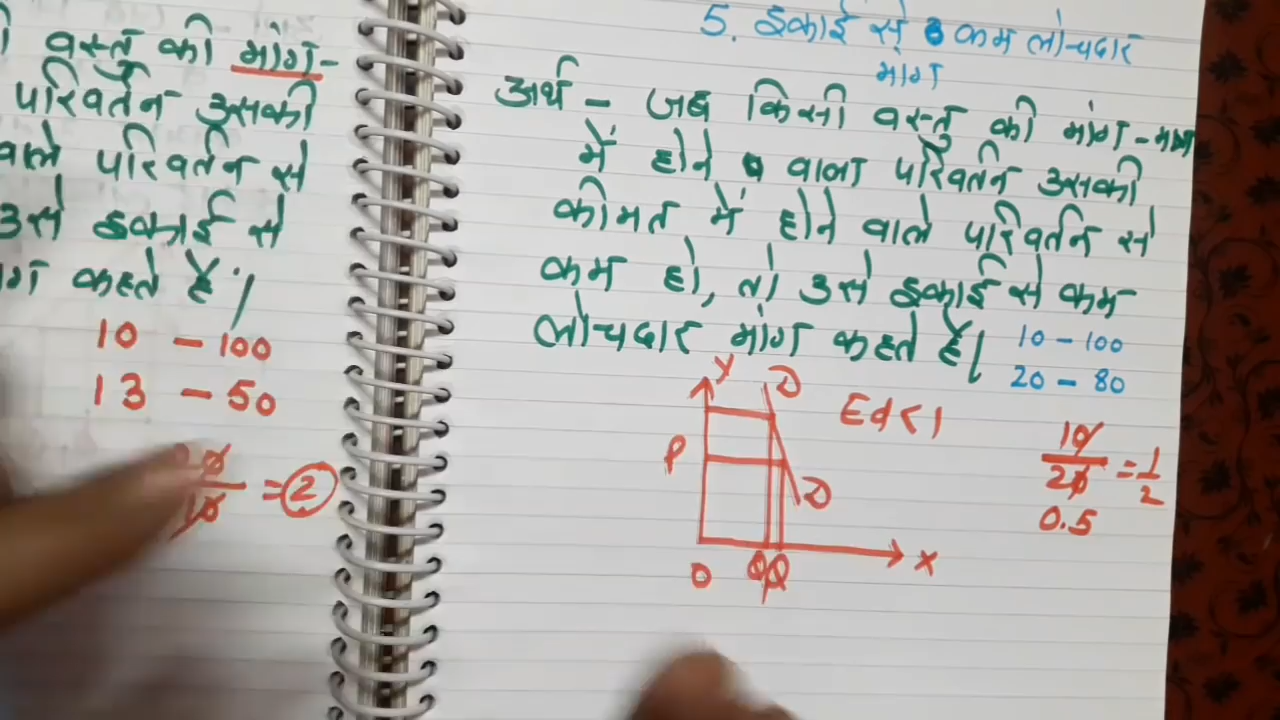 वस्तु की मांग-
परिवर्तन उसकी
वाले परिवर्तन से
उसे इकाई से
कहते हैं।
10 - 100
13 - 50
= 2
5. इकाई से कम लोचदार
मांग
अर्थ - जब किसी वस्तु की मांग-
में होने वाला परिवर्तन उसकी
कीमत में होने वाले परिवर्तन से
कम हो, तो उसे इकाई से कम
लोचदार मांग कहते हैं।
10 - 100
20 - 80
Y D
Ed < 1
P
D
O Q Q X
10/20 = 1/2
0.5